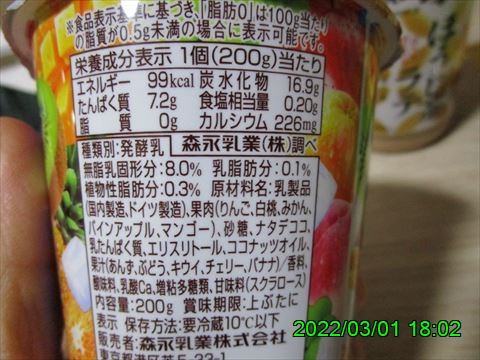 ※食品表示基準に基づき、「脂肪0」は100g当たり
の脂質が0.5g未満の場合に表示可能です。
栄養成分表示 1個(200g)当たり
エネルギー 99kcal 炭水化物 16.9g
たんぱく質 7.2g 食塩相当量 0.20g
脂質 0g カルシウム 226mg
種類別:発酵乳 森永乳業(株)調べ
無脂乳固形分:8.0% 乳脂肪分:0.1%
植物性脂肪分:0.3% 原材料名:乳製品
(国内製造、ドイツ製造)、果肉(りんご、白桃、みかん、
パインアップル、マンゴー)、砂糖、ナタデココ、
乳たんぱく質、エリスリトール、ココナッツオイル、
果汁(あんず、ぶどう、キウイ、チェリー、バナナ)/香料、
酸味料、乳酸Ca、増粘多糖類、甘味料(スクラロース)
内容量:200g 賞味期限:上ぶたに
表示 保存方法:要冷蔵10℃以下
販売者:森永乳業株式会社
東京都港区芝5-33-1
2022/03/01 18:02